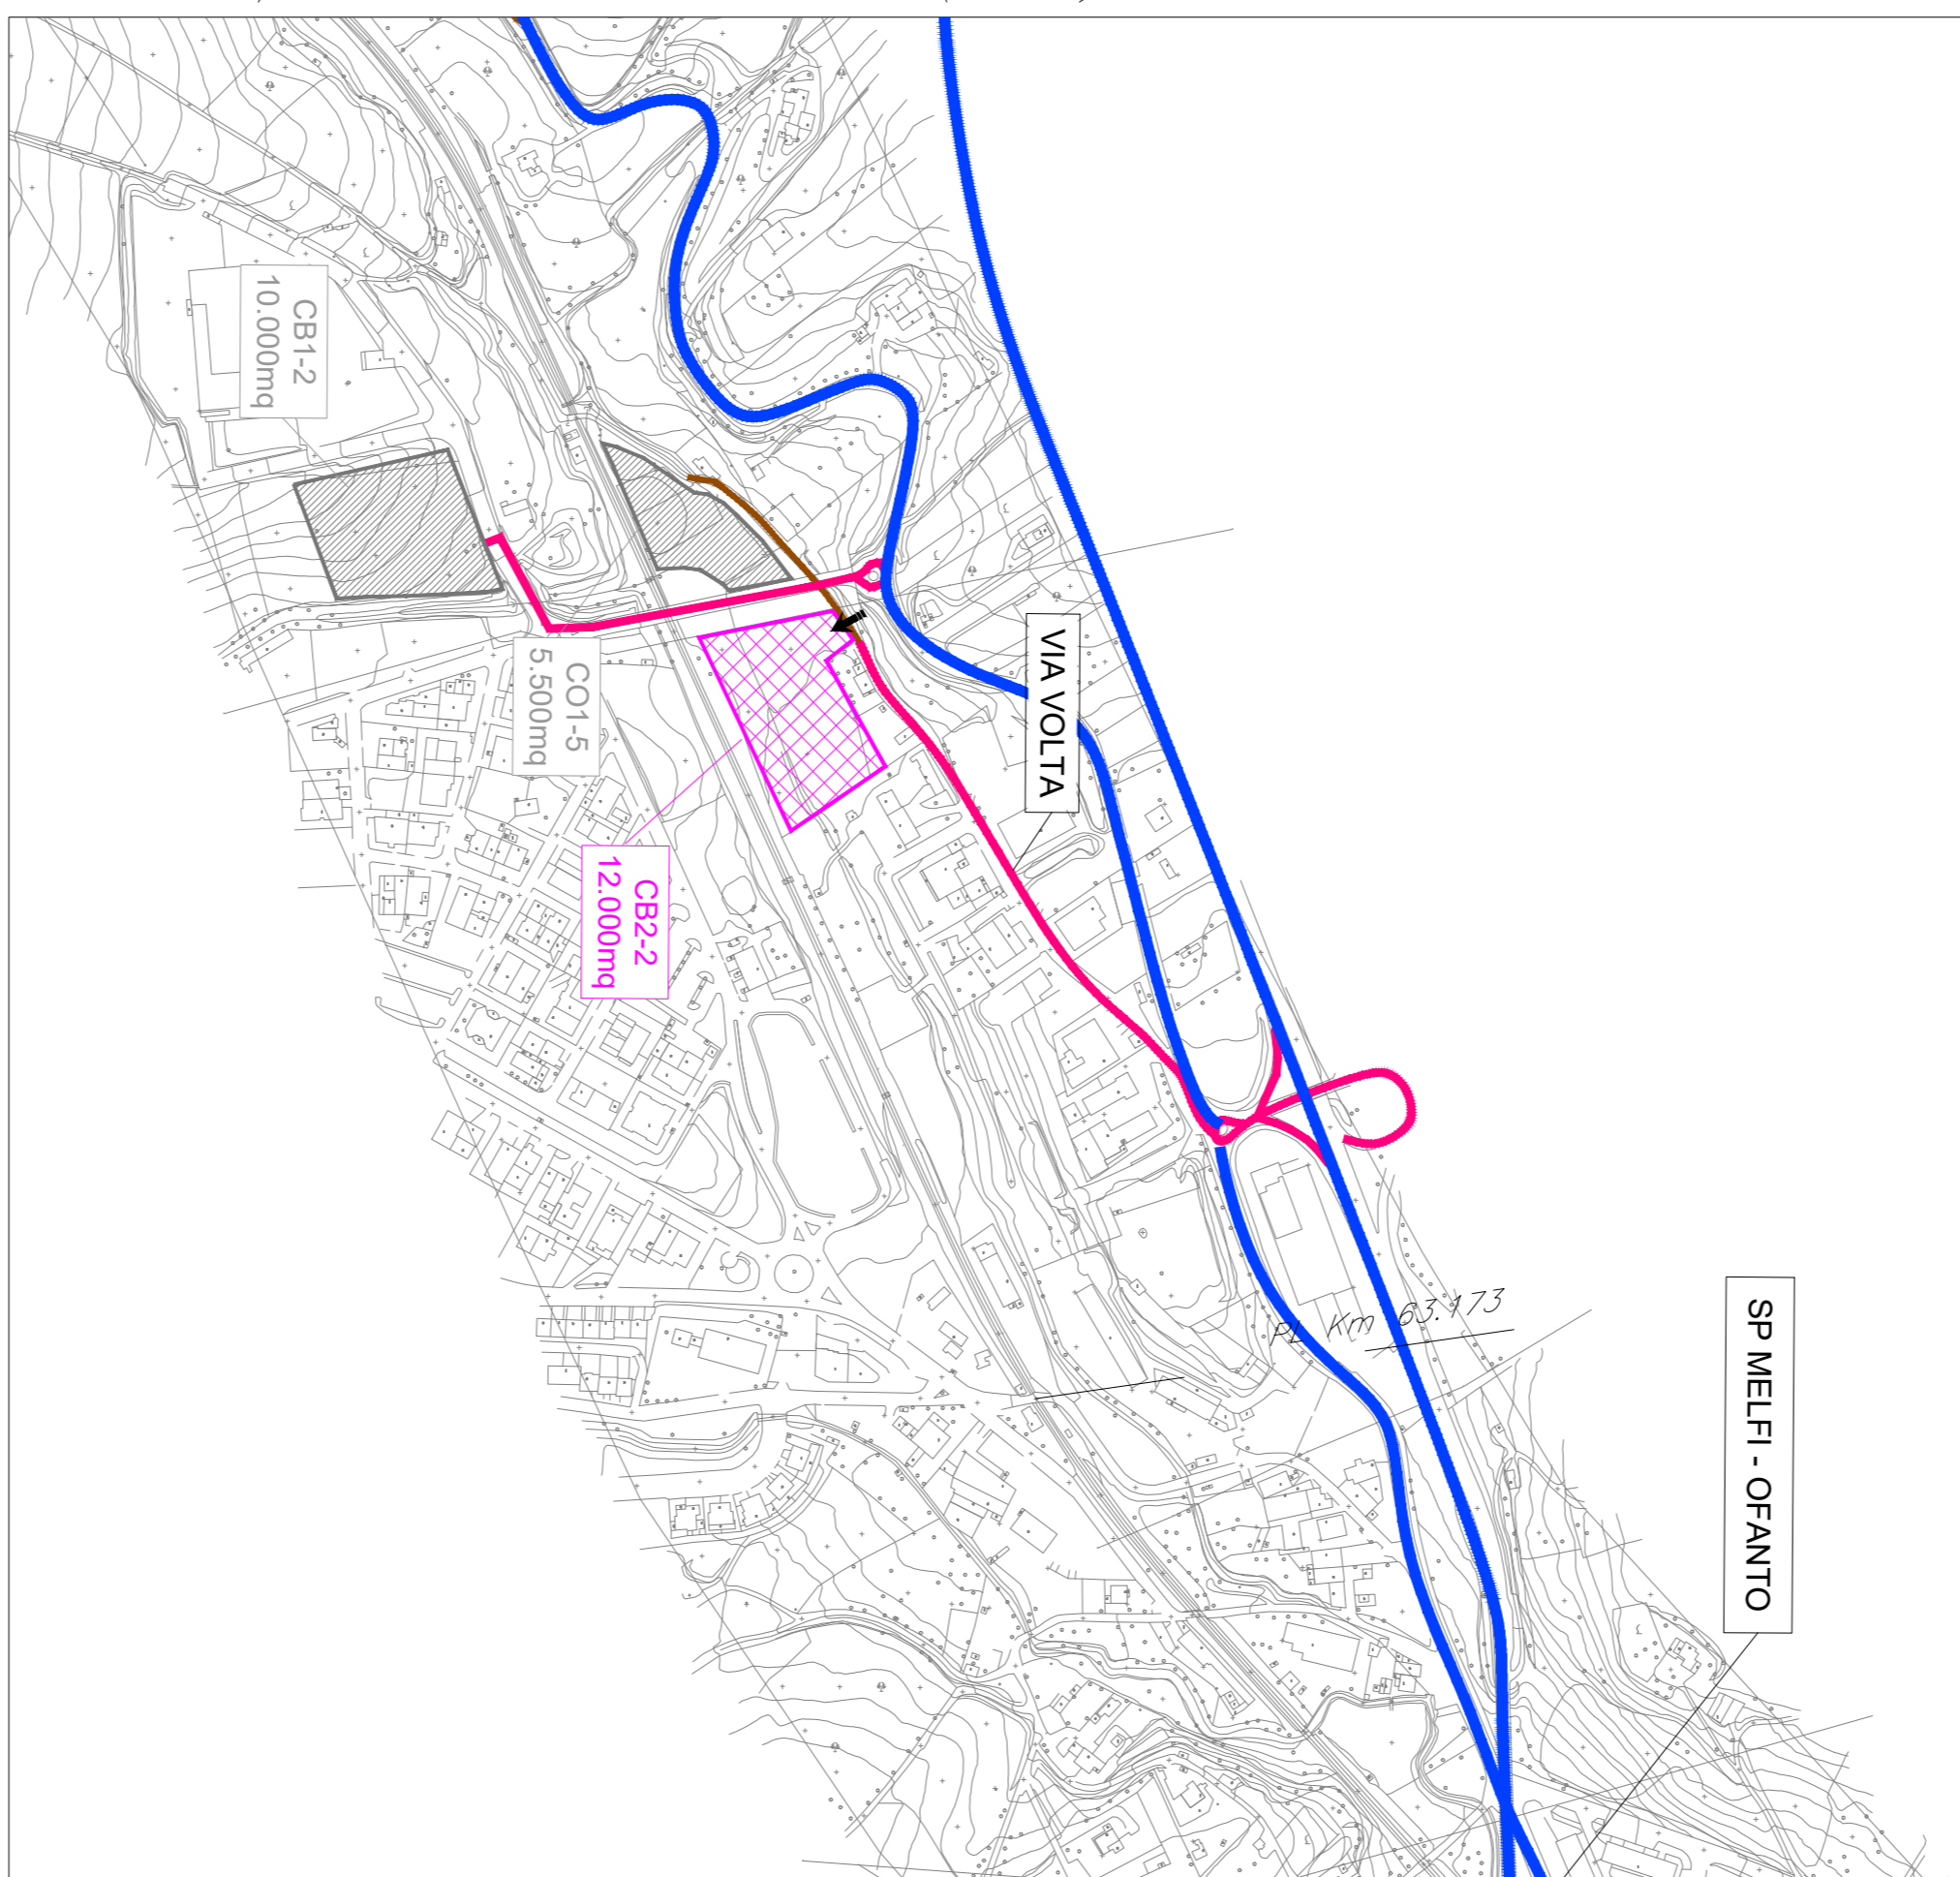 CB1-2
10.000mq
CO1-5
5.500mq
VIA VOLTA
CB2-2
12.000mq
PL Km 63.173
SP MELFI - OFANTO